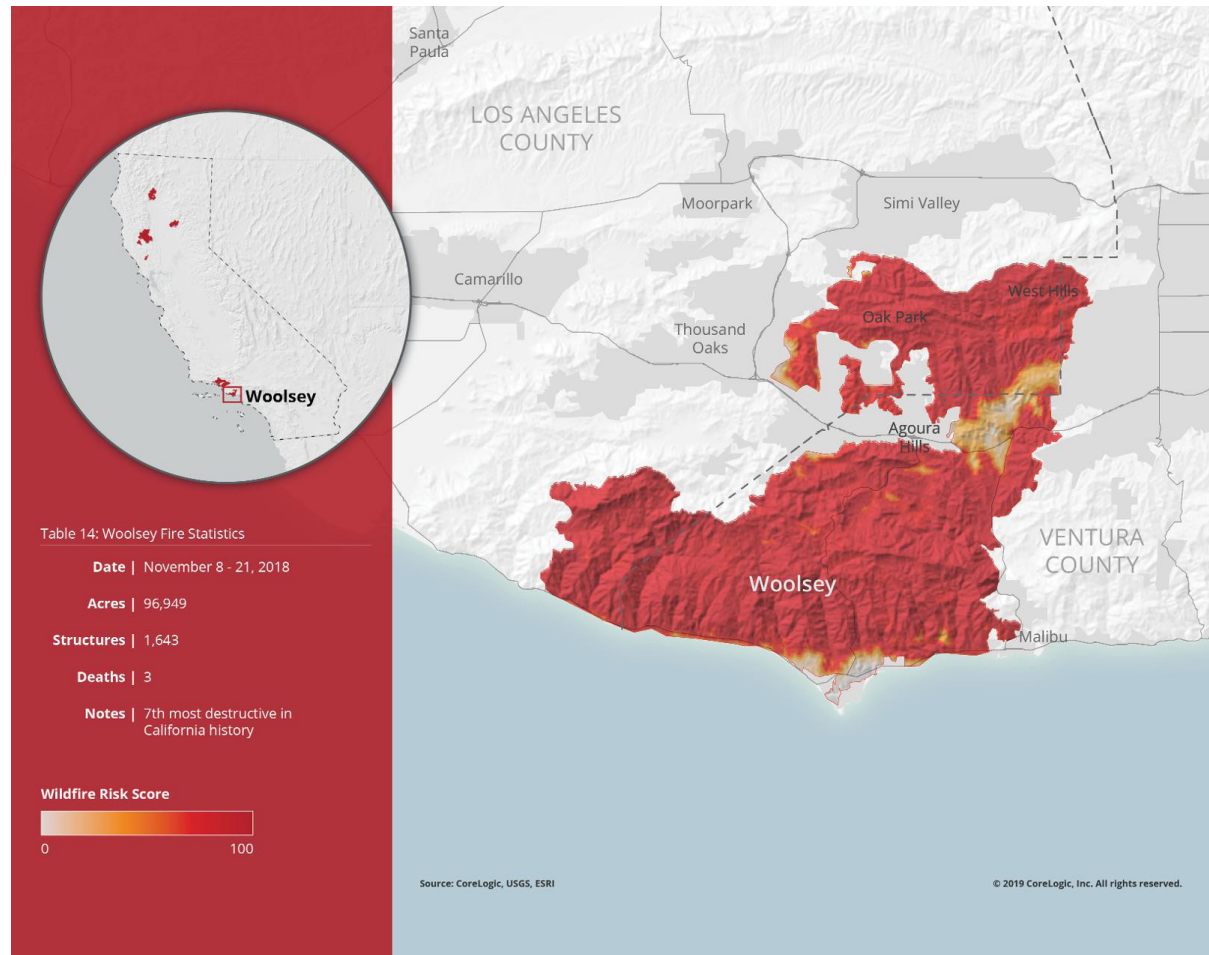 Woolsey
Table 14: Woolsey Fire Statistics
Date | November 8 - 21, 2018
Acres | 96,949
Structures | 1,643
Deaths | 3
Notes | 7th most destructive in
California history
Wildfire Risk Score
0 100
Santa
Paula
LOS ANGELES
COUNTY
Moorpark
Simi Valley
Camarillo
West Hills
Oak Park
Thousand
Oaks
Agoura
Hills
VENTURA
COUNTY
Woolsey
Malibu
Source: CoreLogic, USGS, ESRI
© 2019 CoreLogic, Inc. All rights reserved.